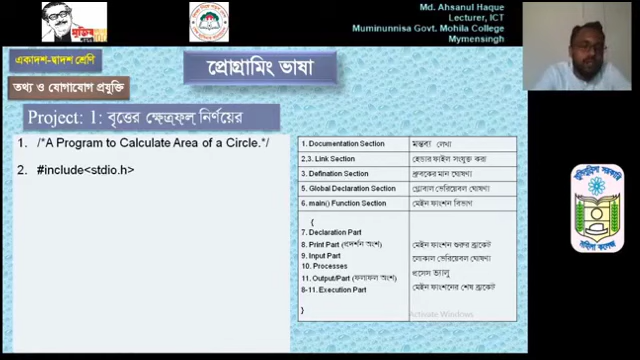 Md. Ahsanul Haque
Lecturer, ICT
Muminunnisa Govt. Mohila College
Mymensingh
একাদশ-দ্বাদশ শ্রেণি
প্রোগ্রামিং ভাষা
তথ্য ও যোগাযোগ প্রযুক্তি
Project: 1: বৃত্তের ক্ষেত্রফল নির্ণয়ের
1. /*A Program to Calculate Area of a Circle.*/
2. #include<stdio.h>
1. Documentation Section মন্তব্য লেখা
2.3. Link Section হেডার ফাইল সংযুক্ত করা
3. Defination Section ধ্রুবকের মান ঘোষণা
5. Global Declaration Section গ্লোবাল ভেরিয়েবল ঘোষণা
6. main() Function Section মেইন ফাংশন বিভাগ
{
7. Declaration Part
8. Print Part (প্রদর্শন অংশ) মেইন ফাংশন শুরুর ব্র্যাকেট
9. Input Part লোকাল ভেরিয়েবল ঘোষণা
10. Processes প্রসেস ভ্যালু
11. Output/Part (ফলাফল অংশ) মেইন ফাংশনের শেষ ব্র্যাকেট
8-11. Execution Part
}
Activate Windows